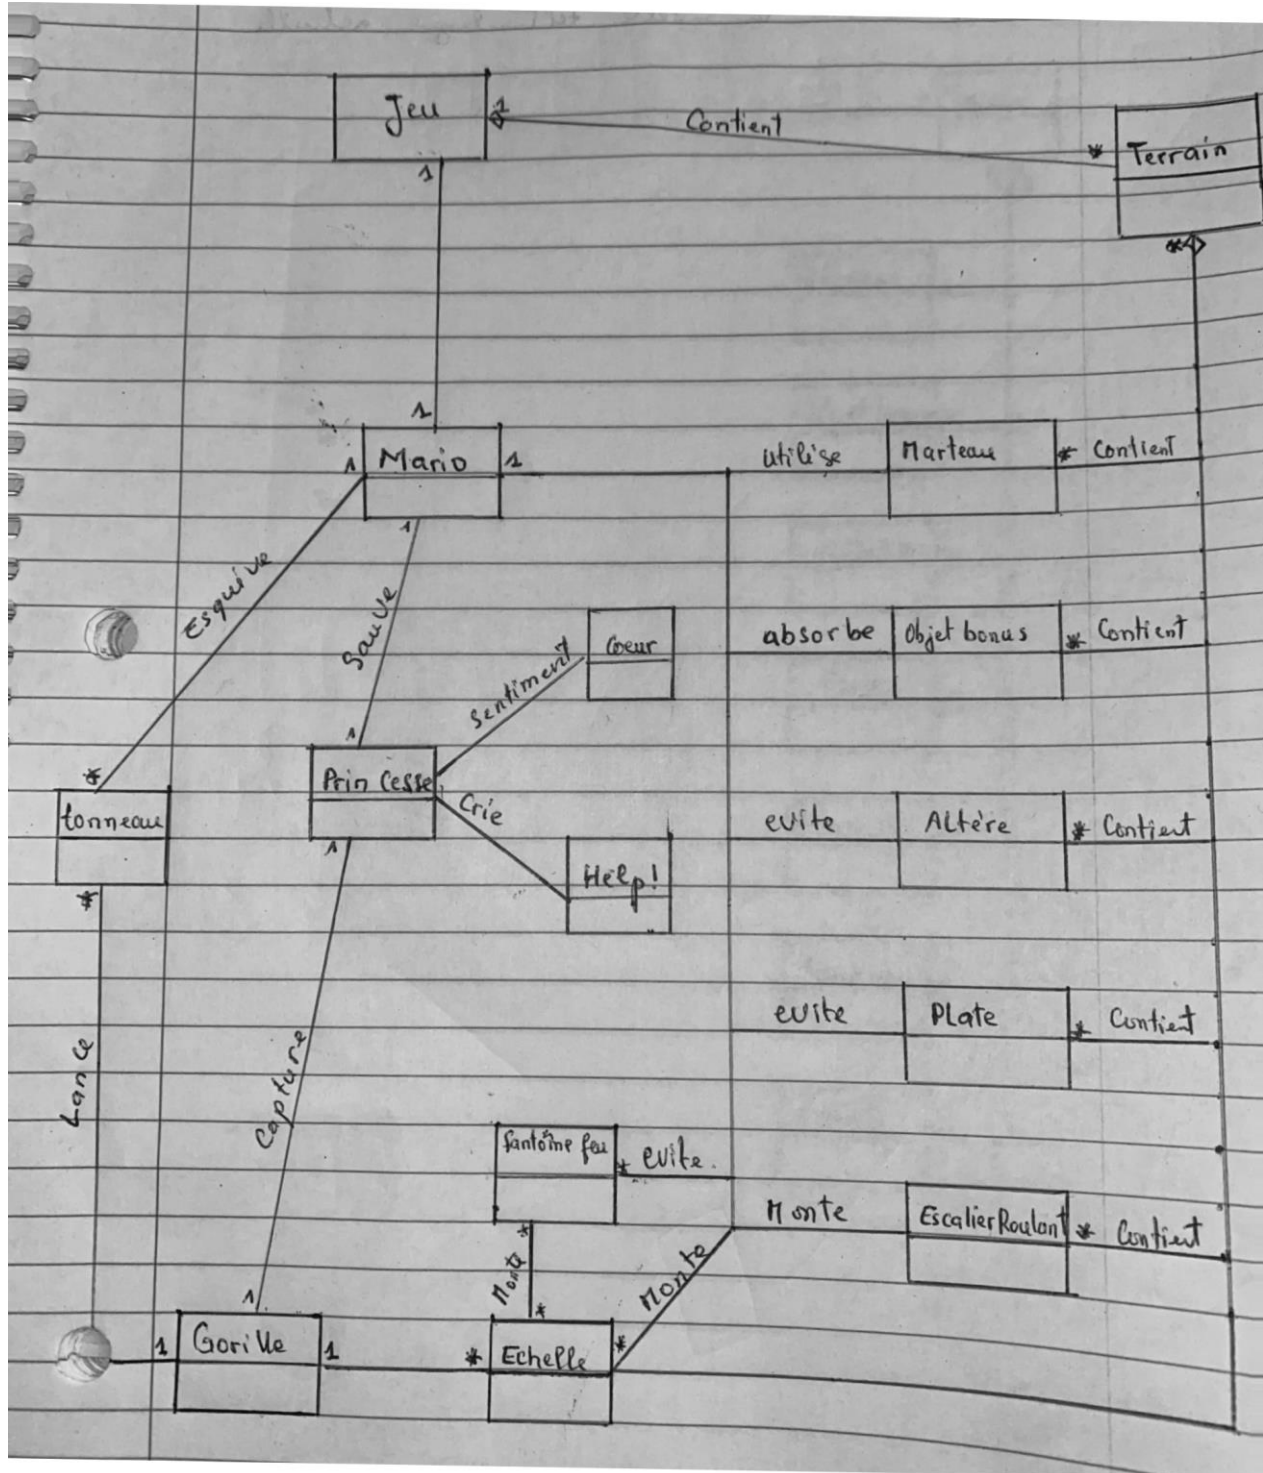 Jeu
1
Contient
* Terrain
1
*
1
1 Mario 1
utilise
Marteau
* Contient
1
Esquive
Sauve
Coeur
absorbe
Objet bonus
* Contient
Sentiment
1
*
Princesse
Crie
tonneau
evite
Altère
* Contient
1
Help!
*
evite
Plate
* Contient
Lance
Capture
fantôme feu
* evite.
Monte
EscalierRoulant
* Contient
*
Monte
Monte
1
*
*
1 Gorille 1
* Echelle